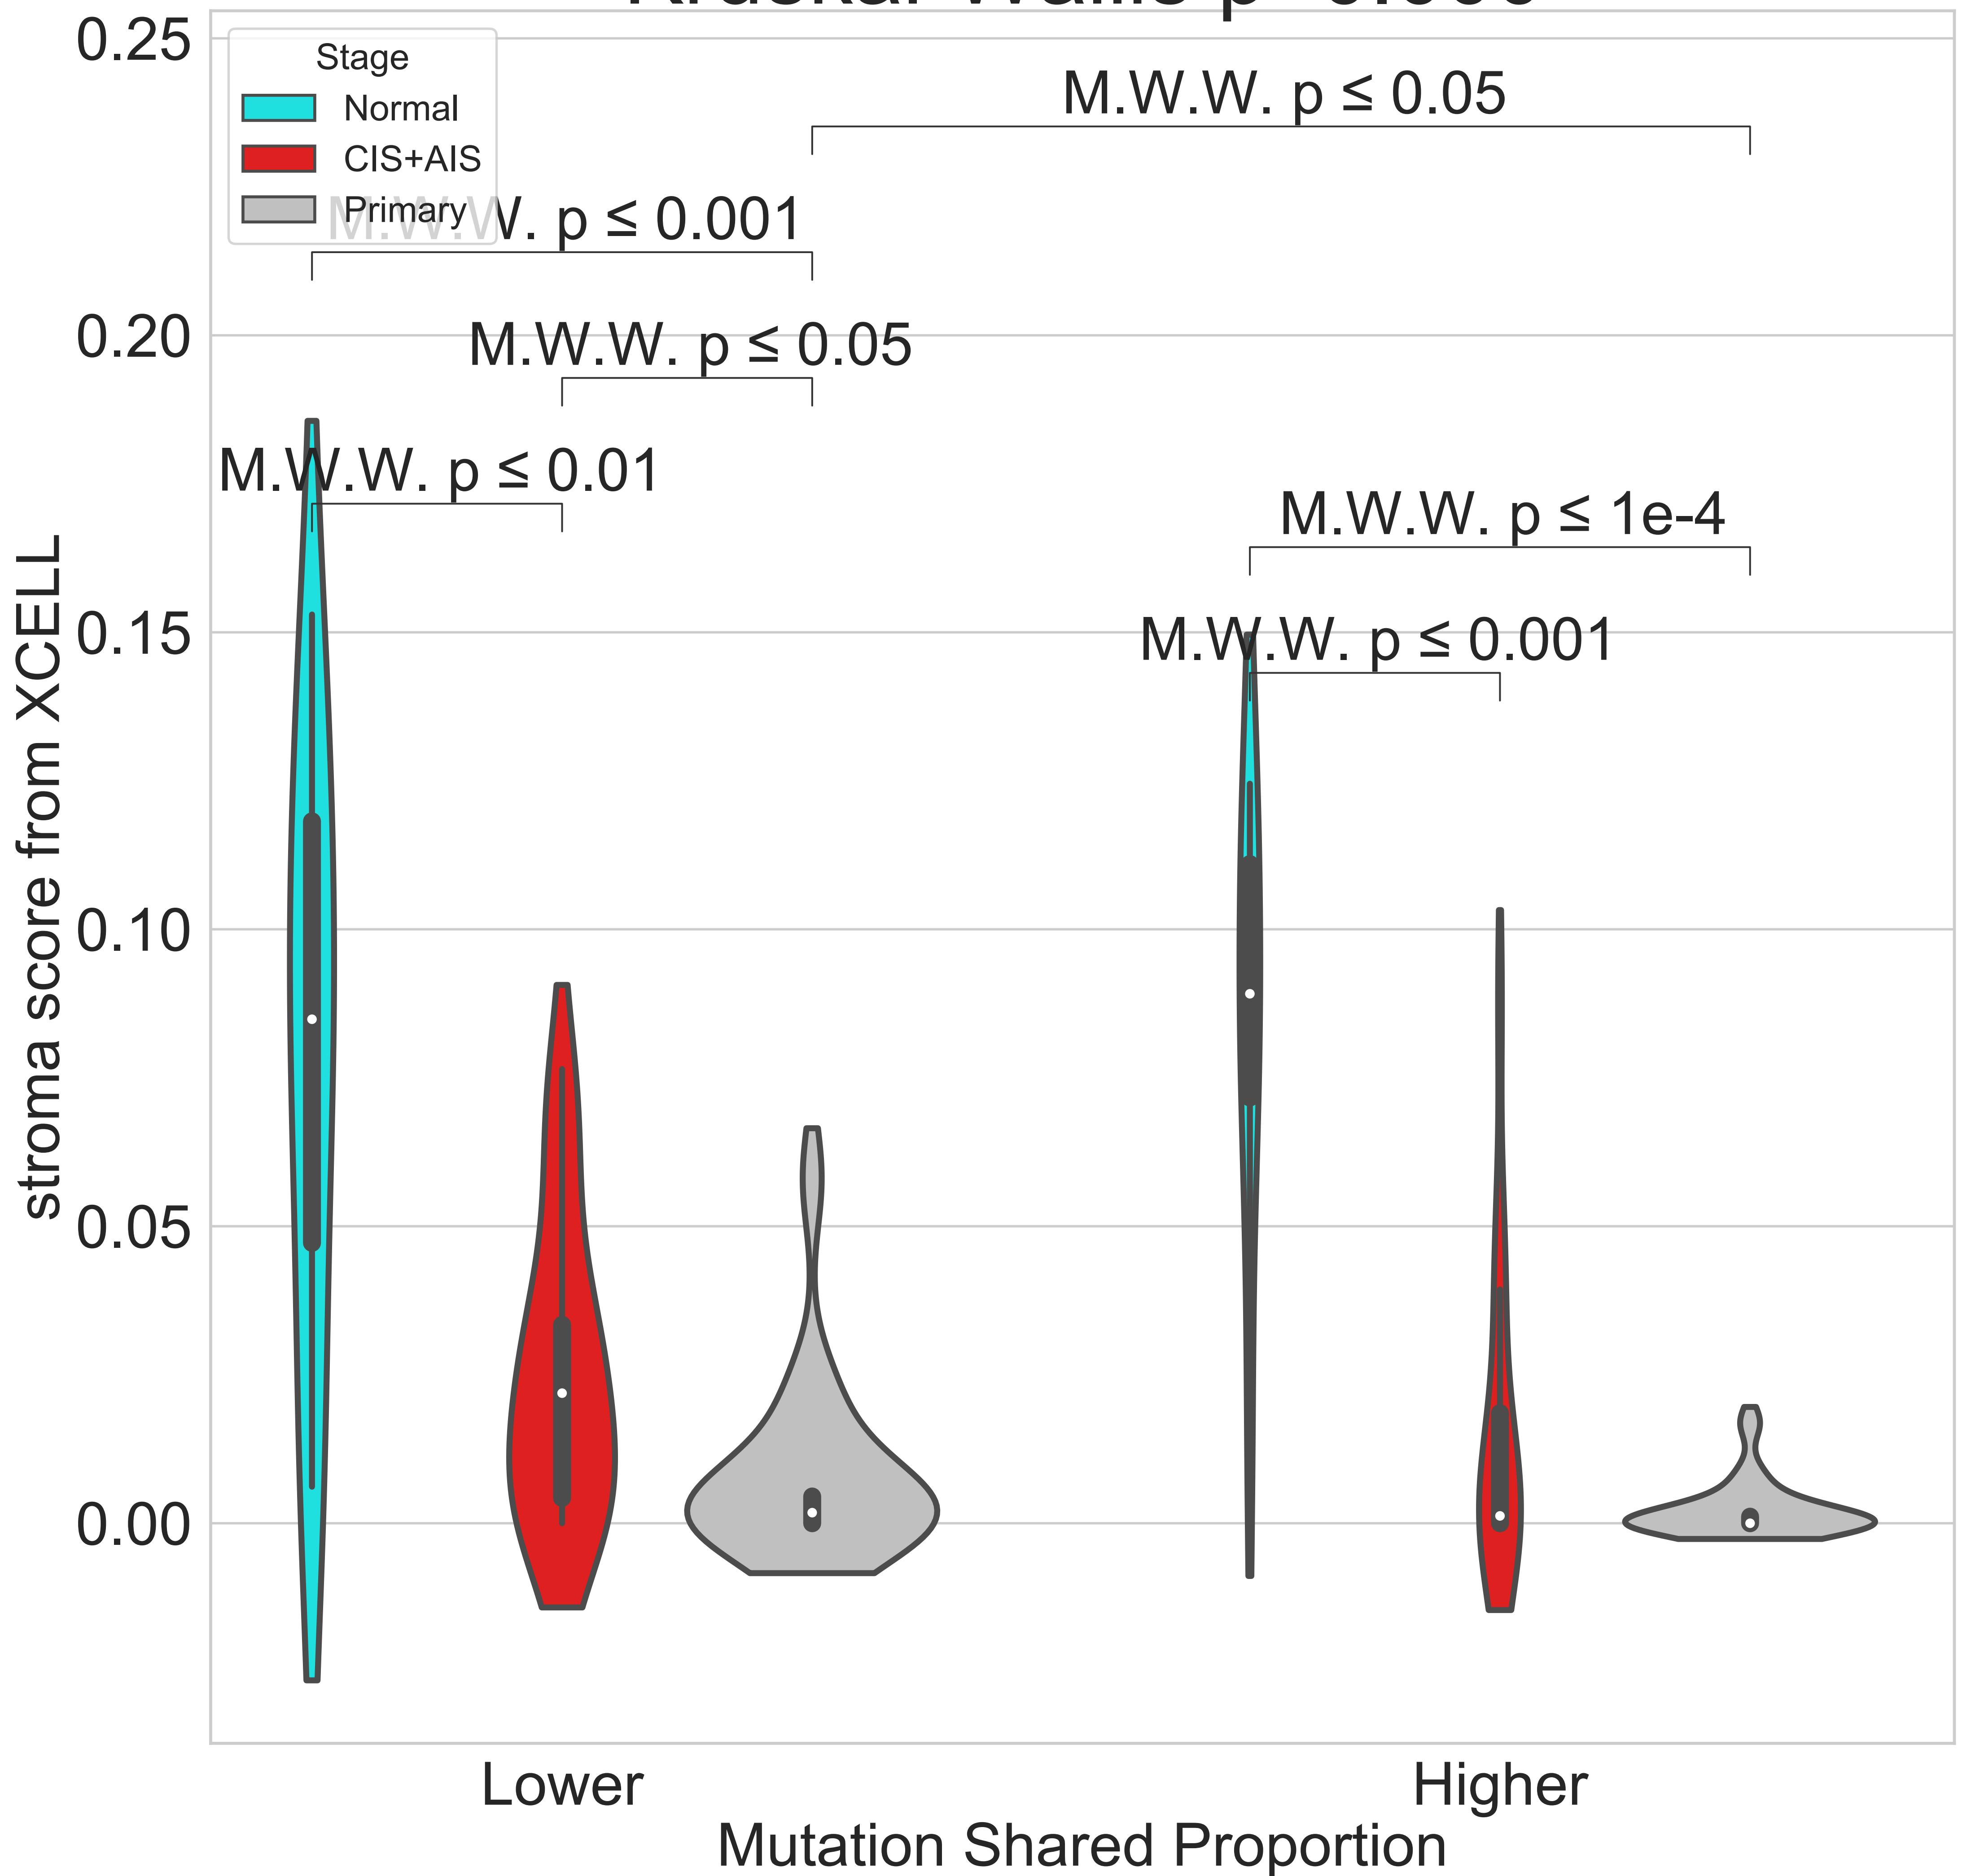 0.25
Stage
Normal
CIS+AIS
Primary
M.W.W. p ≤ 0.05
M.W.W. p ≤ 0.001
0.20
M.W.W. p ≤ 0.05
M.W.W. p ≤ 0.01
M.W.W. p ≤ 1e-4
0.15
M.W.W. p ≤ 0.001
stroma score from XCELL
0.10
0.05
0.00
Lower
Higher
Mutation Shared Proportion